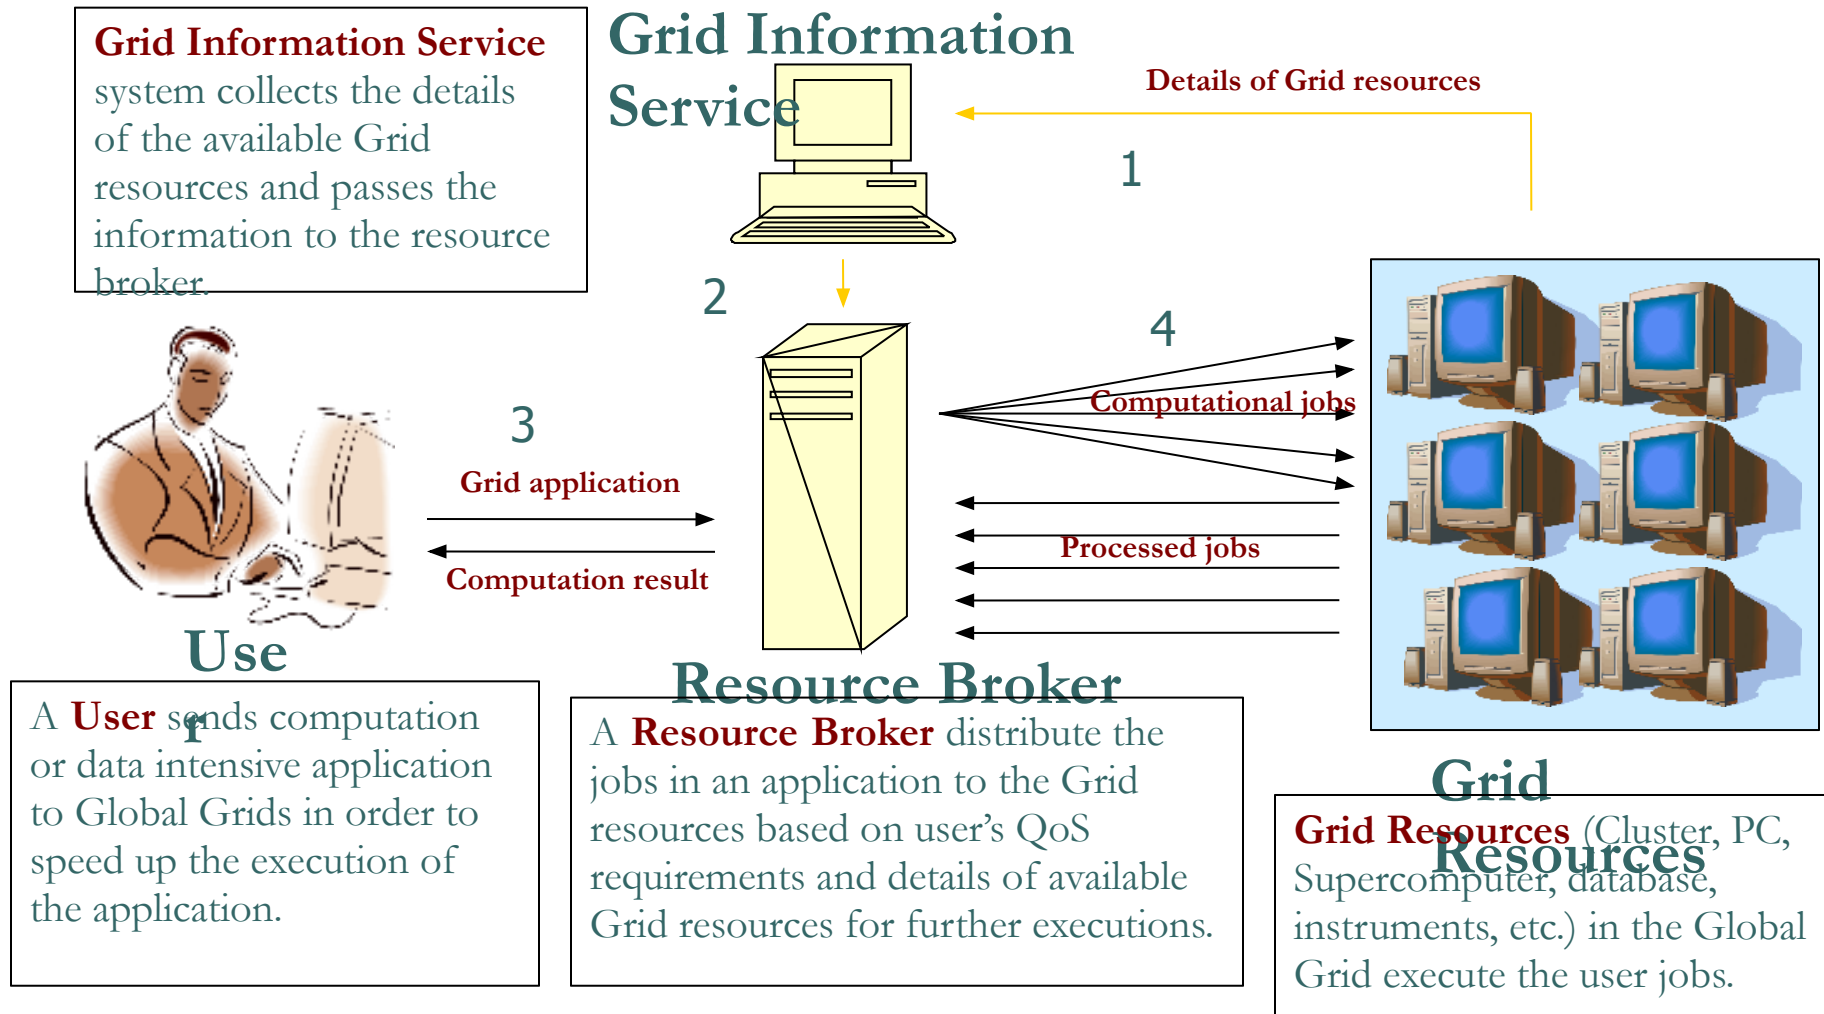 Grid Information Service
system collects the details
of the available Grid
resources and passes the
information to the resource
broker.
Grid Information
Service
Details of Grid resources
1
2
4
Computational jobs
3
Grid application
Computation result
Processed jobs
Use
r
A User sends computation
or data intensive application
to Global Grids in order to
speed up the execution of
the application.
Resource Broker
A Resource Broker distribute the
jobs in an application to the Grid
resources based on user’s QoS
requirements and details of available
Grid resources for further executions.
Grid
Resources
Grid Resources (Cluster, PC,
Supercomputer, database,
instruments, etc.) in the Global
Grid execute the user jobs.